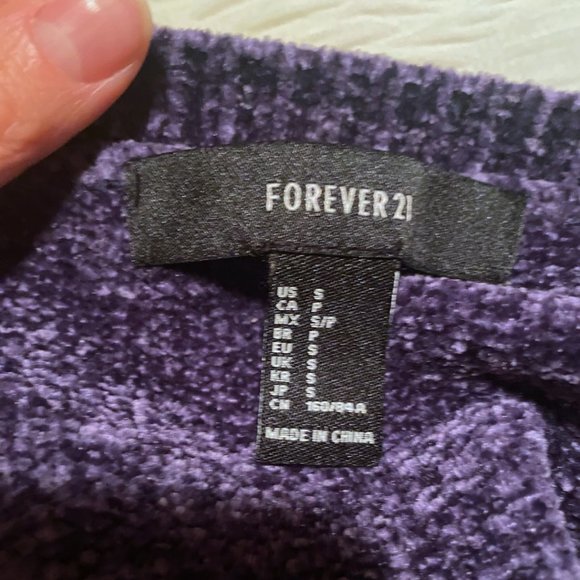 FOREVER 21
US S
CA P
MX S/P
BR P
EU S
UK S
KR S
JP S
CN 160/84A
MADE IN CHINA